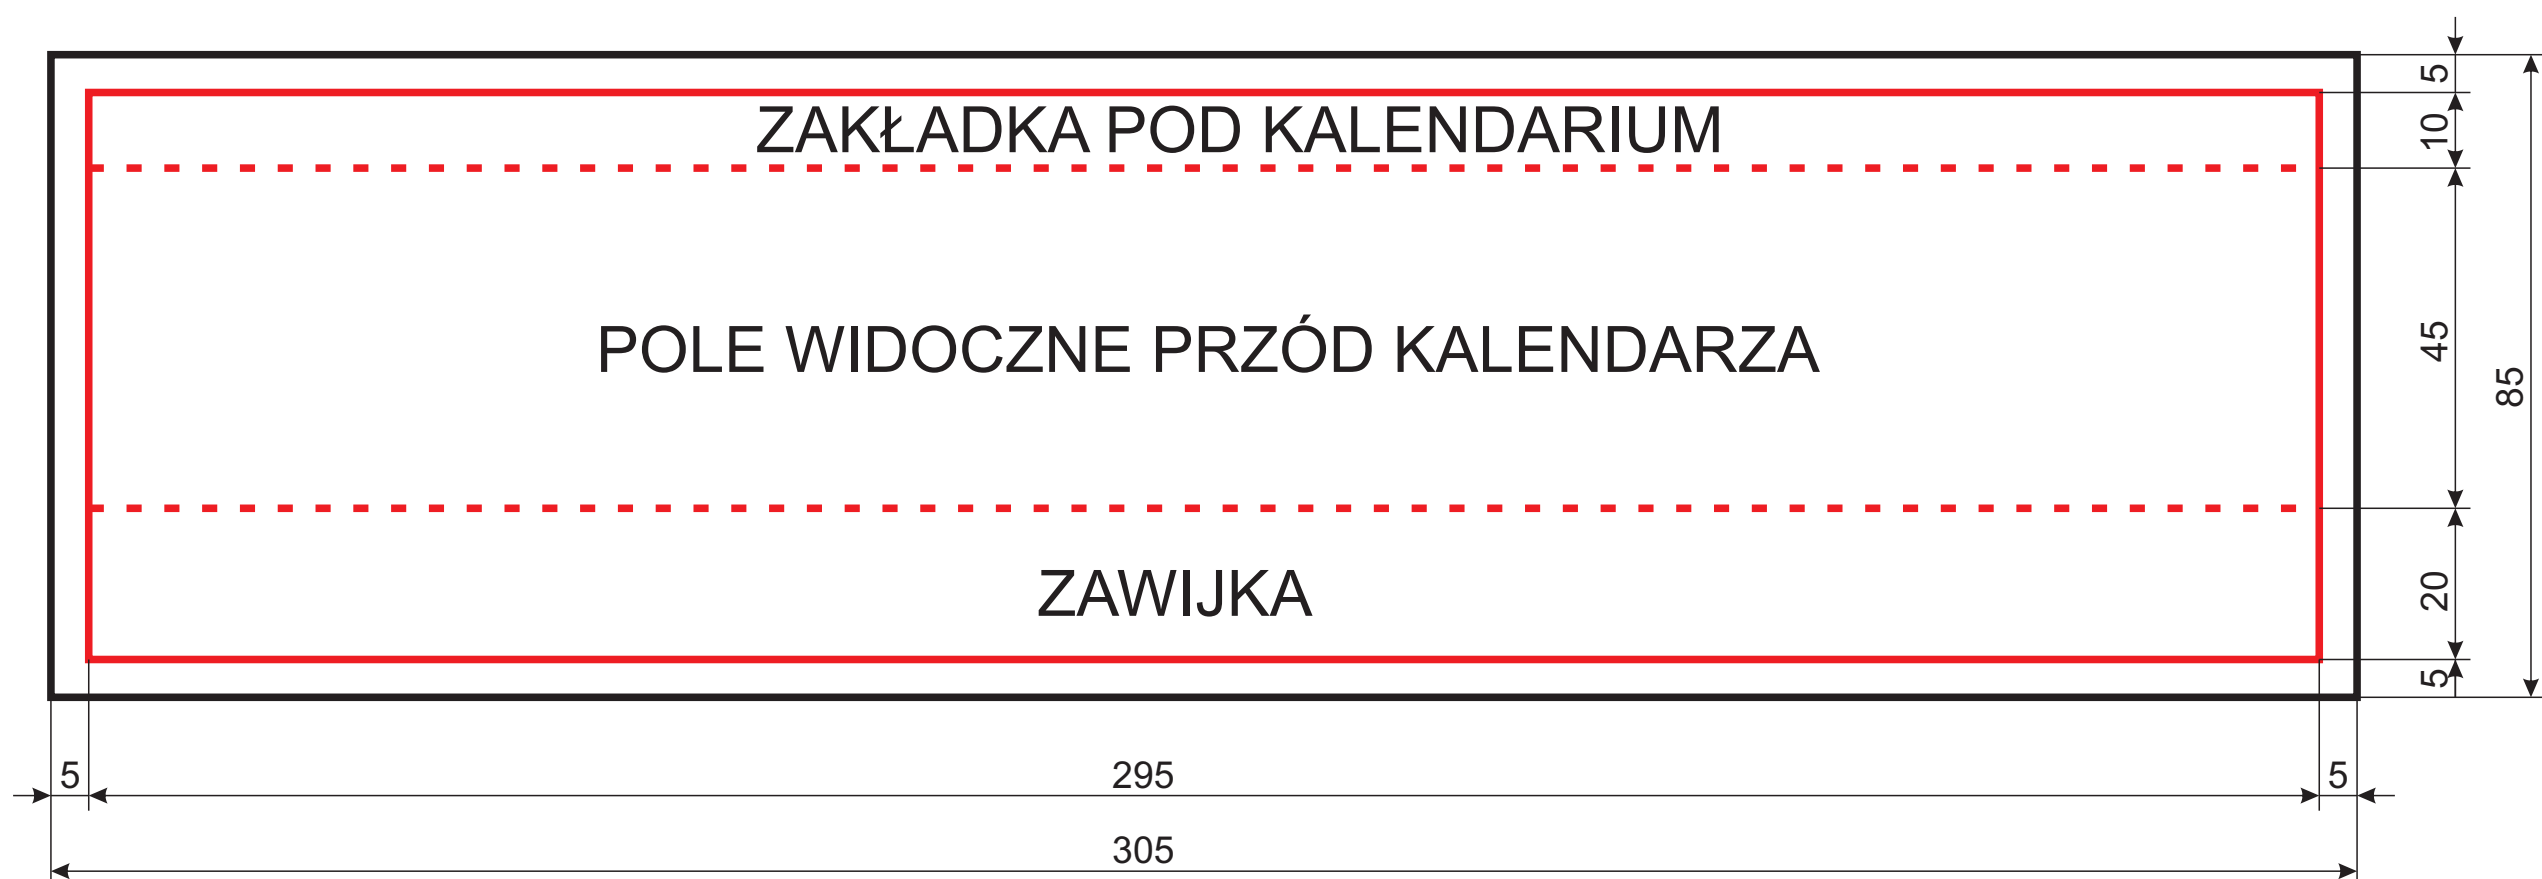 5
ZAKŁADKA POD KALENDARIUM
10
POLE WIDOCZNE PRZÓD KALENDARZA
45
85
ZAWIJKA
20
5
5 295 5
305